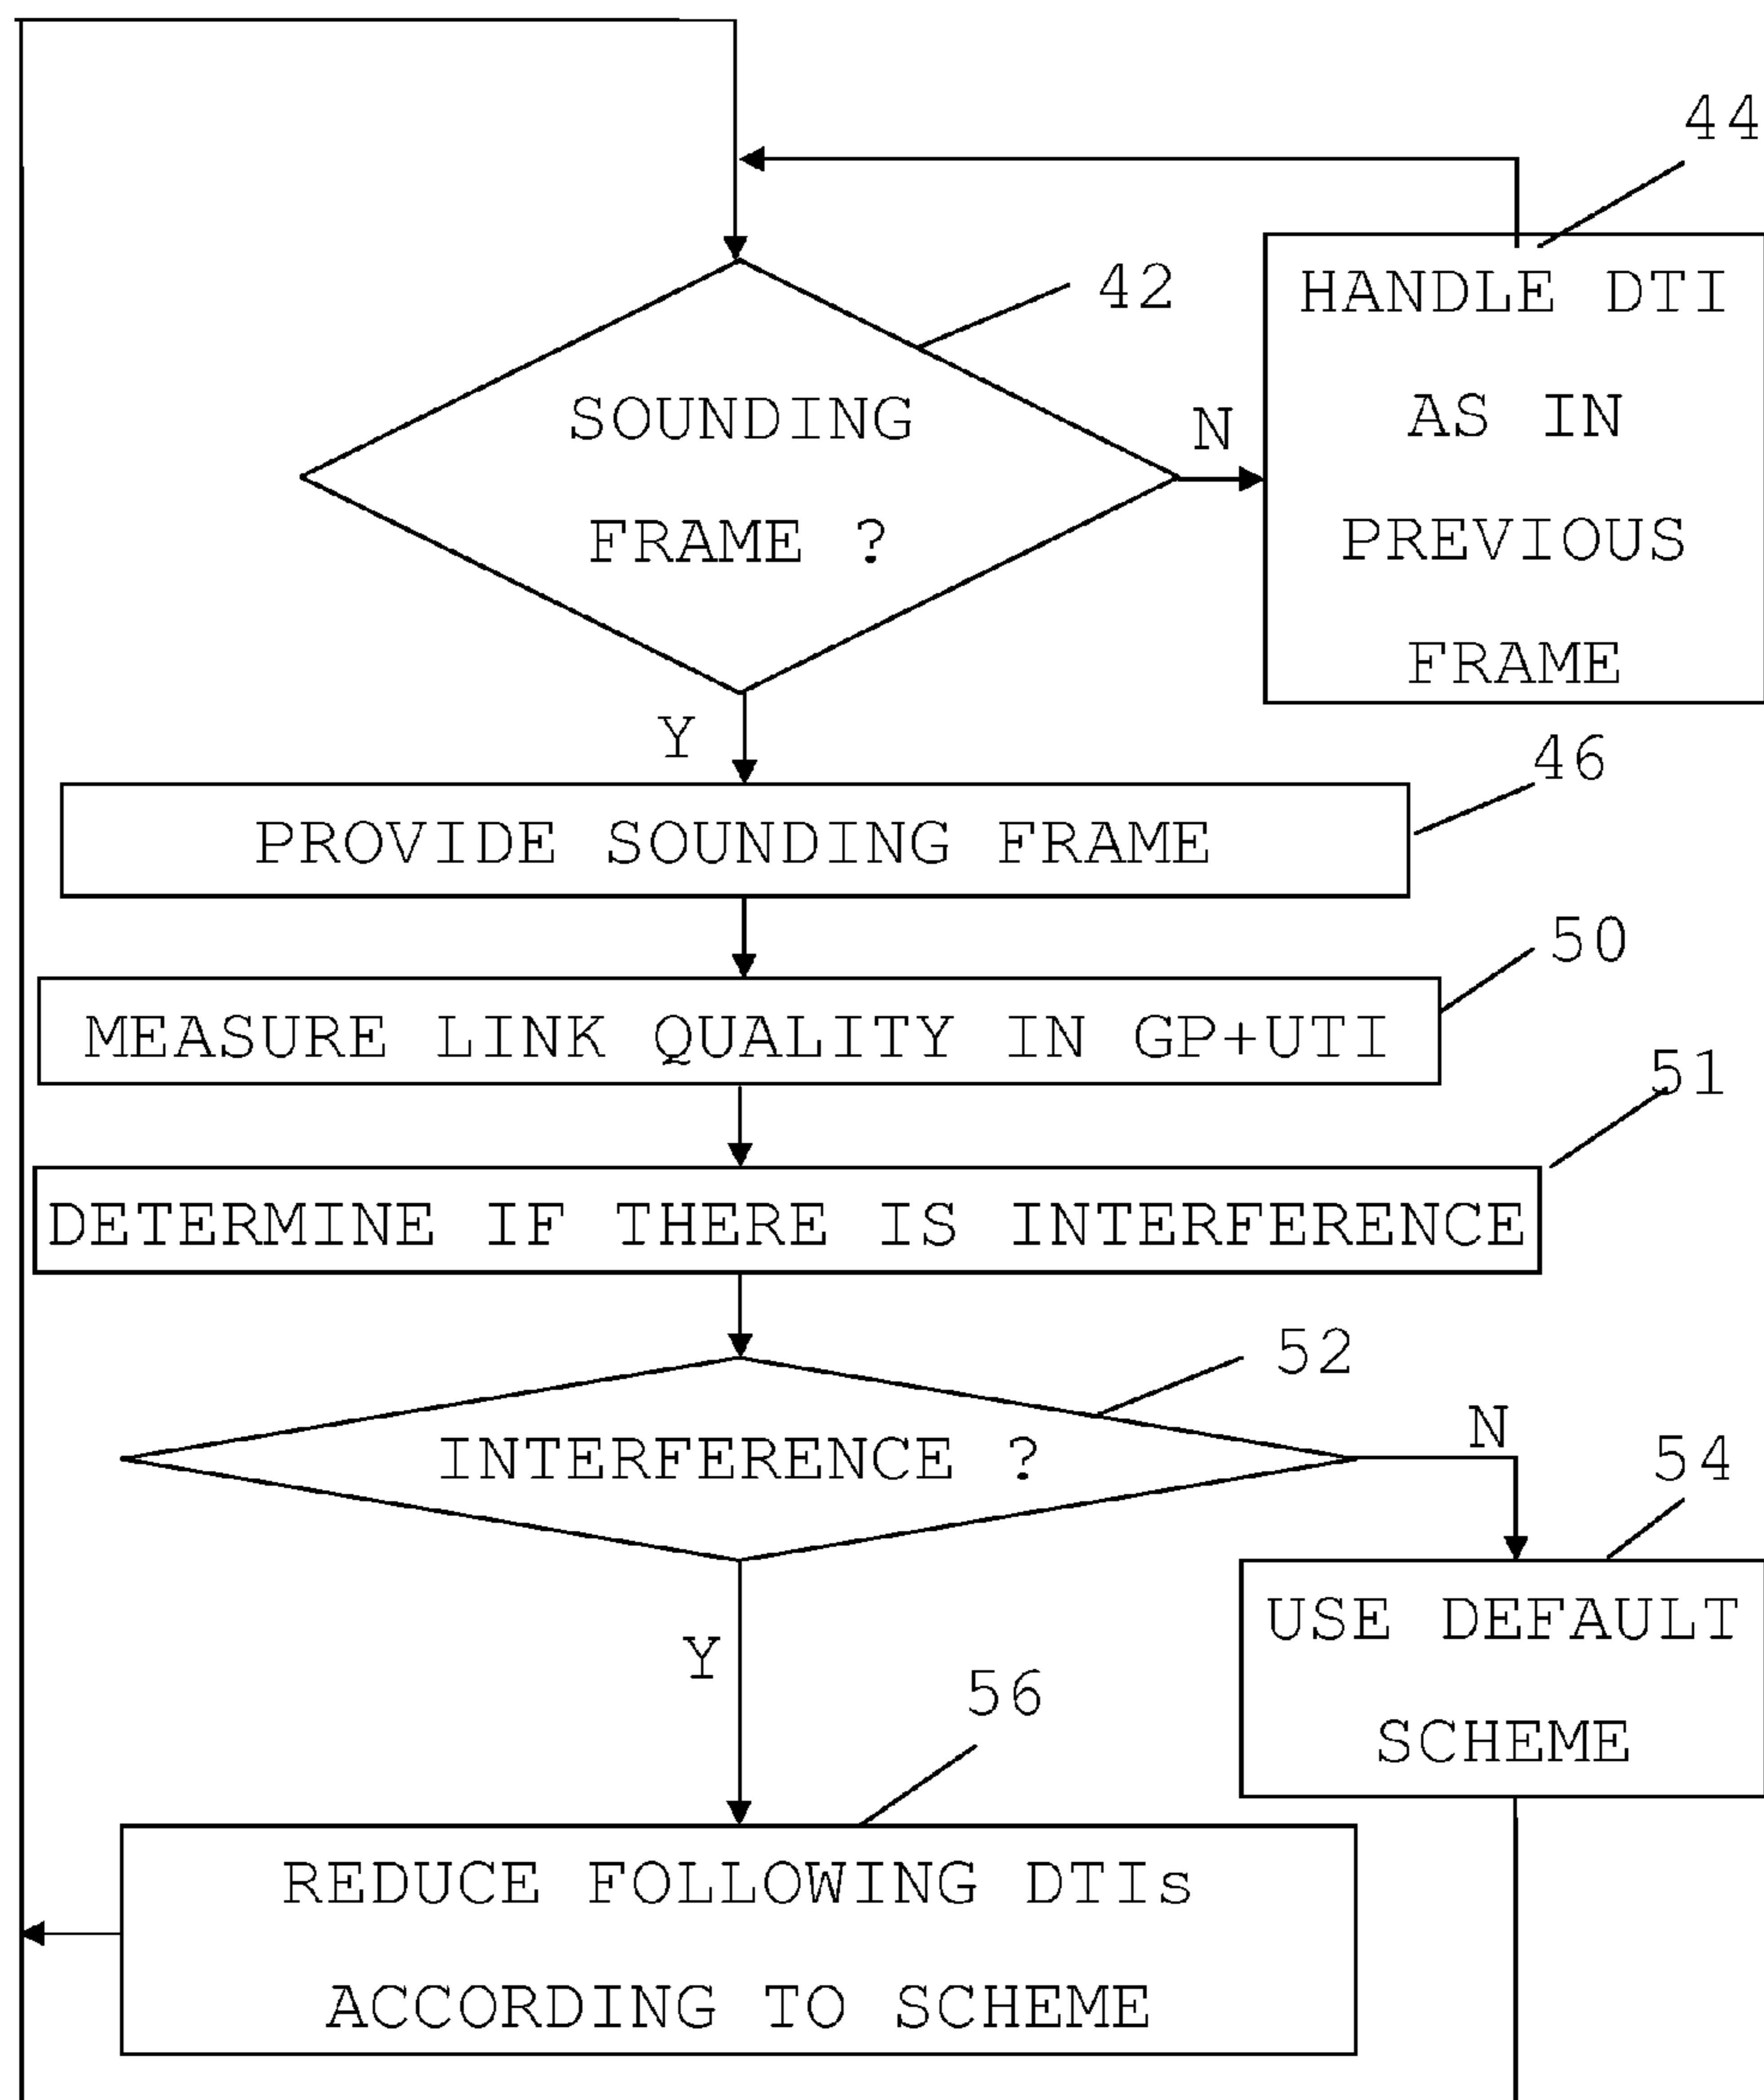 44
HANDLE DTI
AS IN
PREVIOUS
FRAME
42
SOUNDING
FRAME ?
N
Y
46
PROVIDE SOUNDING FRAME
50
MEASURE LINK QUALITY IN GP+UTI
51
DETERMINE IF THERE IS INTERFERENCE
52
INTERFERENCE ?
N
54
USE DEFAULT
SCHEME
Y
56
REDUCE FOLLOWING DTIs
ACCORDING TO SCHEME